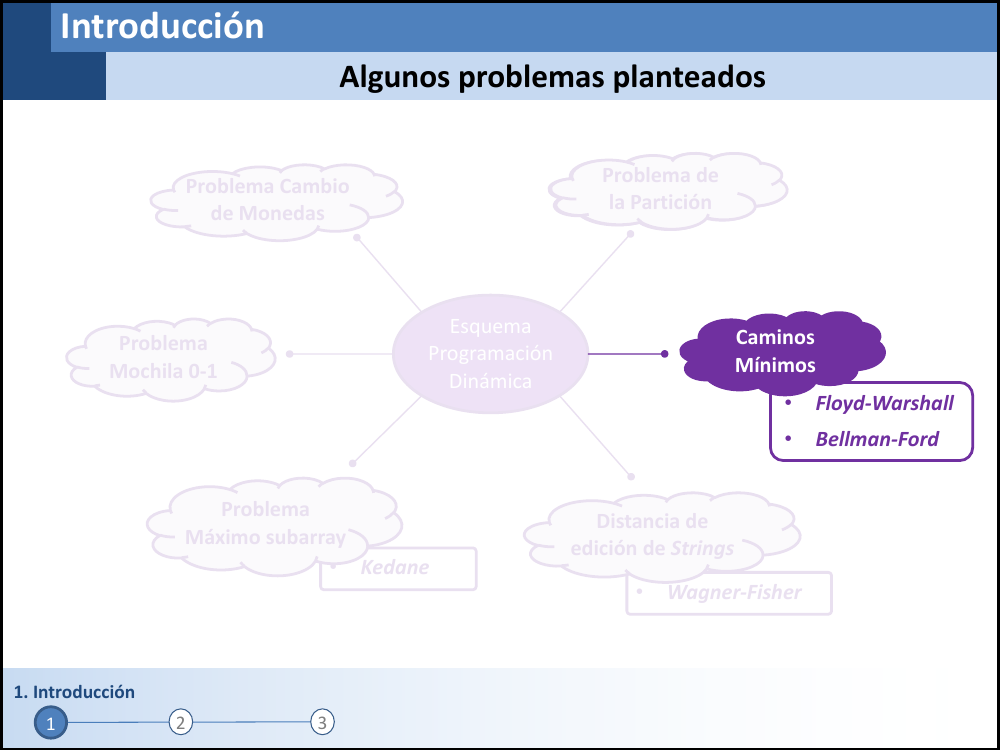 Introducción
Algunos problemas planteados
Problema Cambio
de Monedas
Problema de
la Partición
Problema
Mochila 0-1
Esquema
Programación
Dinámica
Caminos
Mínimos
• Floyd-Warshall
• Bellman-Ford
Problema
Máximo subarray
• Kedane
Distancia de
edición de Strings
• Wagner-Fisher
1. Introducción
1 2 3